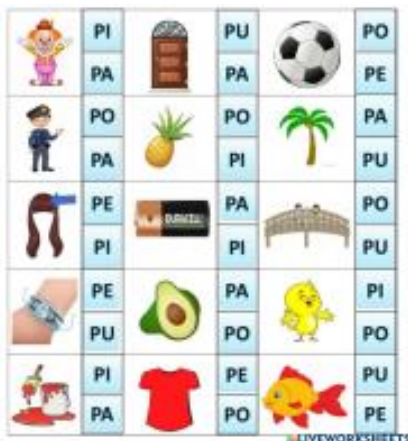 PI PU PO
PA PA PE
PO PO PA
PA PI PU
PE PA PO
PI PI PU
PE PA PI
PU PO PO
PI PE PU
PA PO PE
LIVEWORKSHEETS